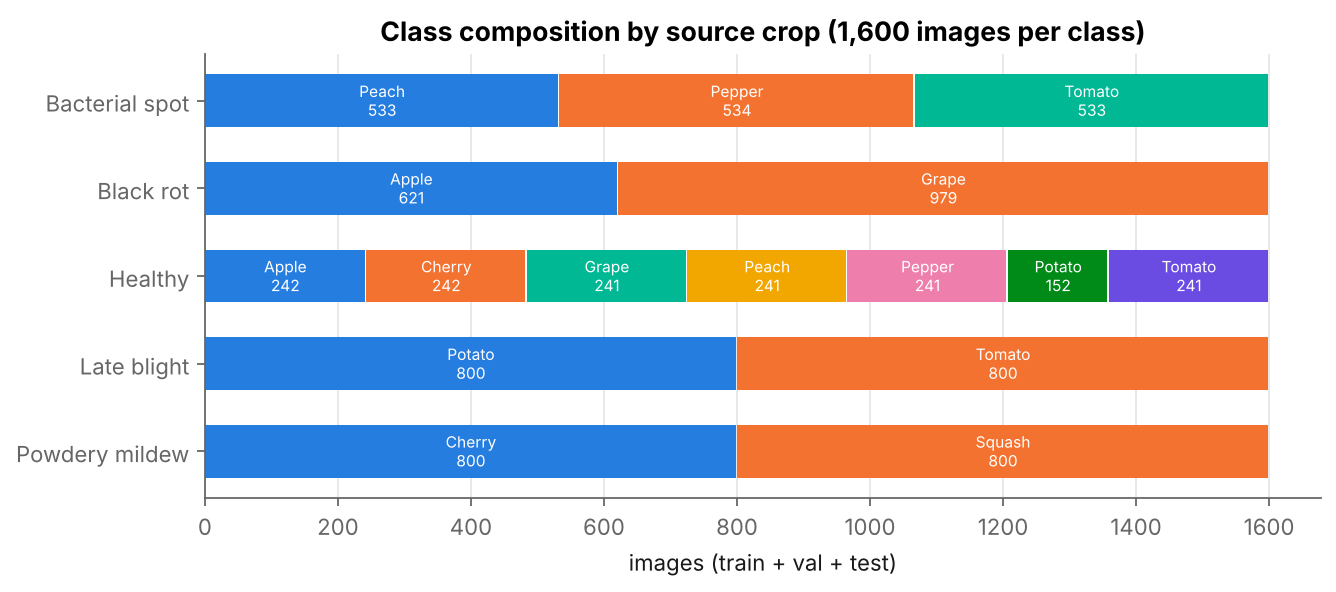 Class composition by source crop (1,600 images per class)
Bacterial spot
Peach
533
Pepper
534
Tomato
533
Black rot
Apple
621
Grape
979
Healthy
Apple
242
Cherry
242
Grape
241
Peach
241
Pepper
241
Potato
152
Tomato
241
Late blight
Potato
800
Tomato
800
Powdery mildew
Cherry
800
Squash
800
0 200 400 600 800 1000 1200 1400 1600
images (train + val + test)